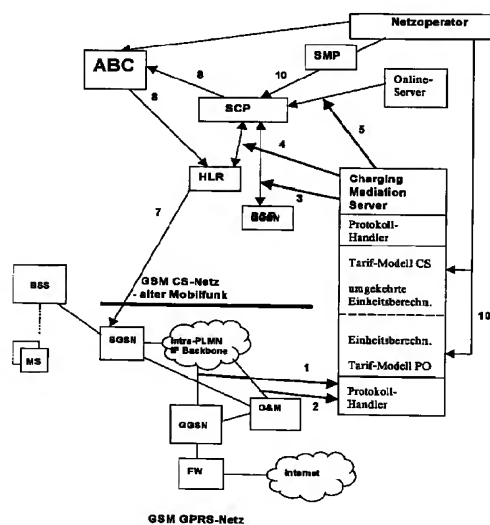 Netzoperator
SMP
ABC
8
10
Online-
Server
SCP
8
5
4
HLR
Charging
Mediation
Server
3
7
Protokoll-
Handler
GSM CS-Netz
- alter Mobilfunk
Tarif-Modell CS
umgekehrte
Einheitsberechn.
BSS
10
SGSN
Intra-PLMN
IP Backbone
Einheitsberechn.
MS
1
Tarif-Modell PO
2
O&M
Protokoll-
Handler
GGSN
FW
Internet
GSM GPRS-Netz